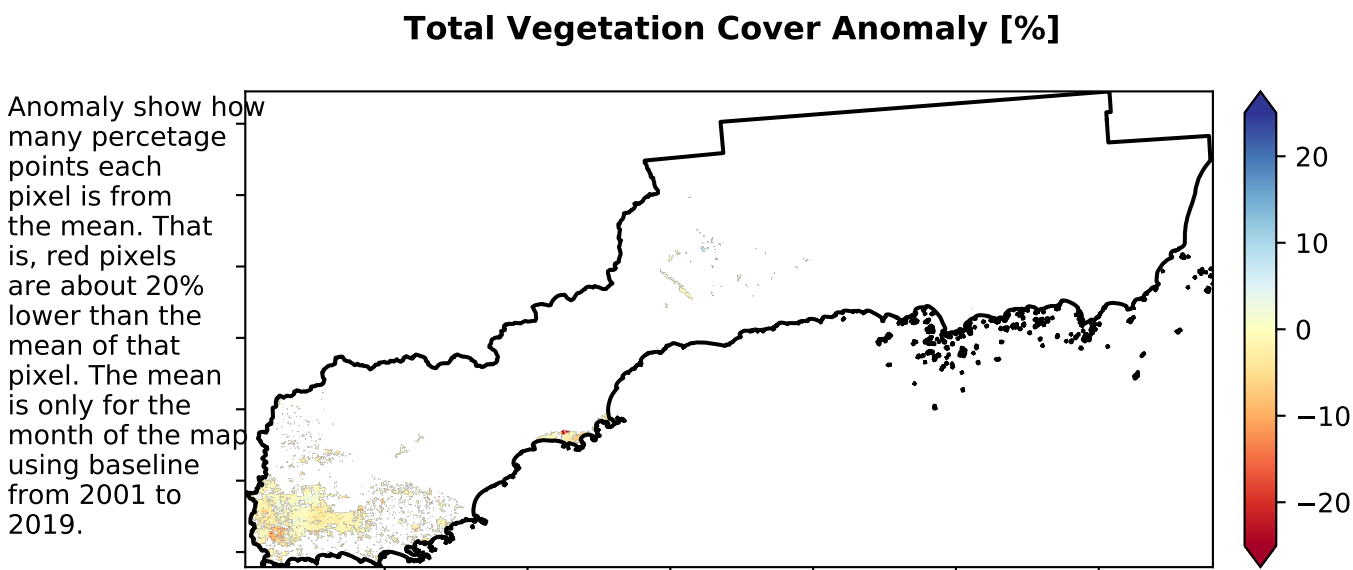 Total Vegetation Cover Anomaly [%]
Anomaly show how
many percetage
points each
pixel is from
the mean. That
is, red pixels
are about 20%
lower than the
mean of that
pixel. The mean
is only for the
month of the map
using baseline
from 2001 to
2019.
20
10
0
−10
−20